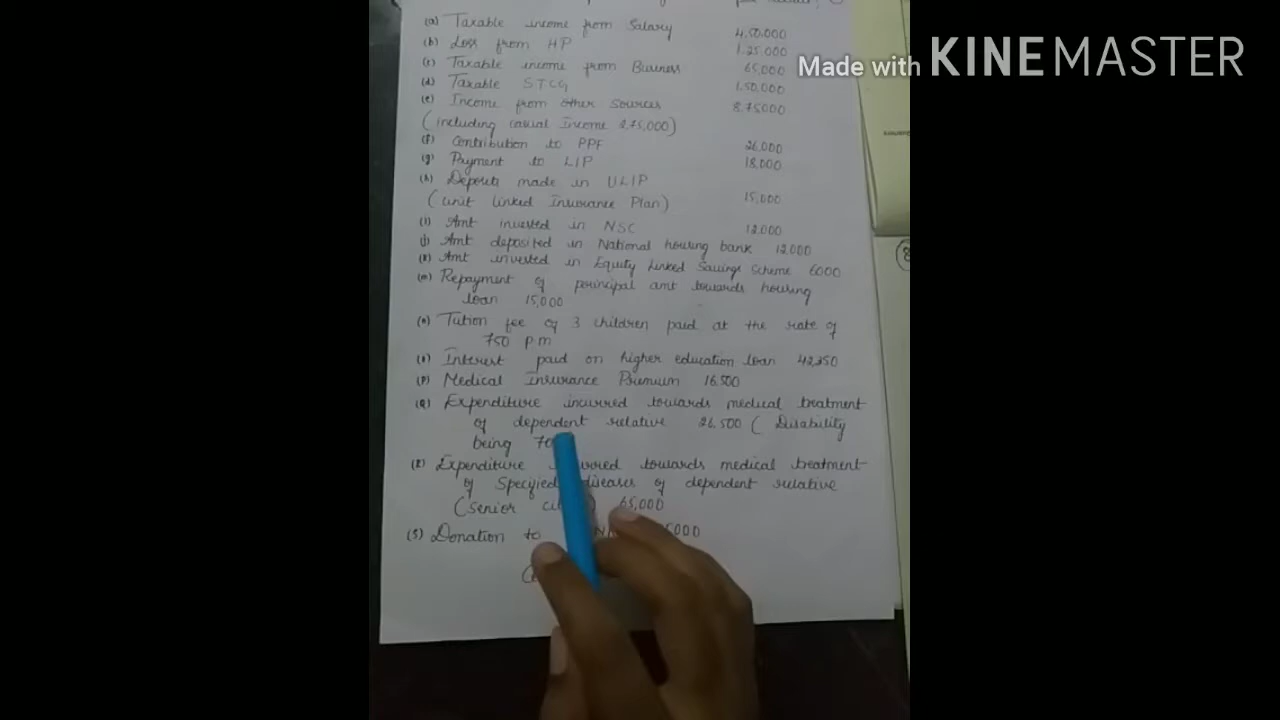 Made with KINEMASTER
(a) Taxable income from Salary 4,50,000
(b) Loss from HP 1,25,000
(c) Taxable income from Business 65,000
(d) Taxable STCG 1,50,000
(e) Income from other Sources 8,75000
(including casual Income 2,75,000)
(f) Contribution to PPF 26,000
(g) Payment to LIP 18,000
(h) Deposits made in ULIP
(unit linked Insurance Plan) 15,000
(i) Amt invested in NSC 12,000
(j) Amt deposited in National housing bank 12,000
(k) Amt invested in Equity Linked Savings Scheme 6000
(m) Repayment of principal amt towards housing
loan 15,000
(n) Tution fee of 3 children paid at the rate of
750 pm
(o) Interest paid on higher education loan 42,350
(P) Medical Insurance Premium 16,500
(Q) Expenditure incurred towards medical treatment
of dependent relative 26,500 ( Disability
being
(R) Expenditure towards medical treatment
of Specified diseases of dependent relative
(senior 65,000
(S) Donation to